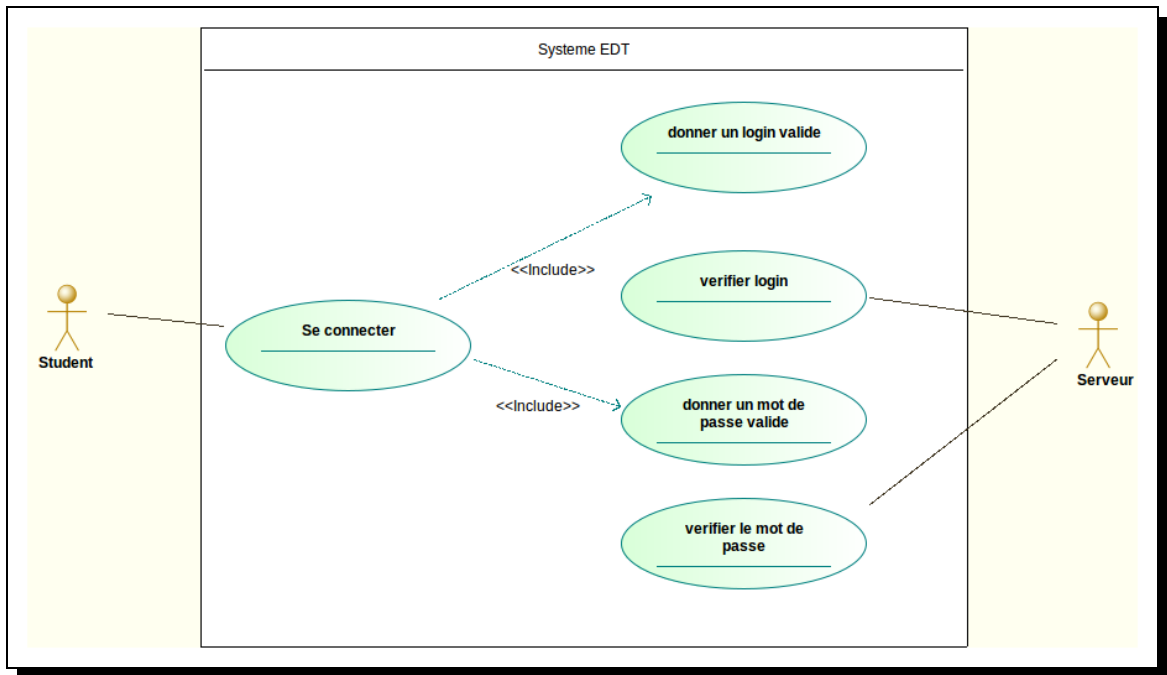 Systeme EDT
donner un login valide
<<Include>>
verifier login
Se connecter
Student
Serveur
<<Include>>
donner un mot de
passe valide
verifier le mot de
passe